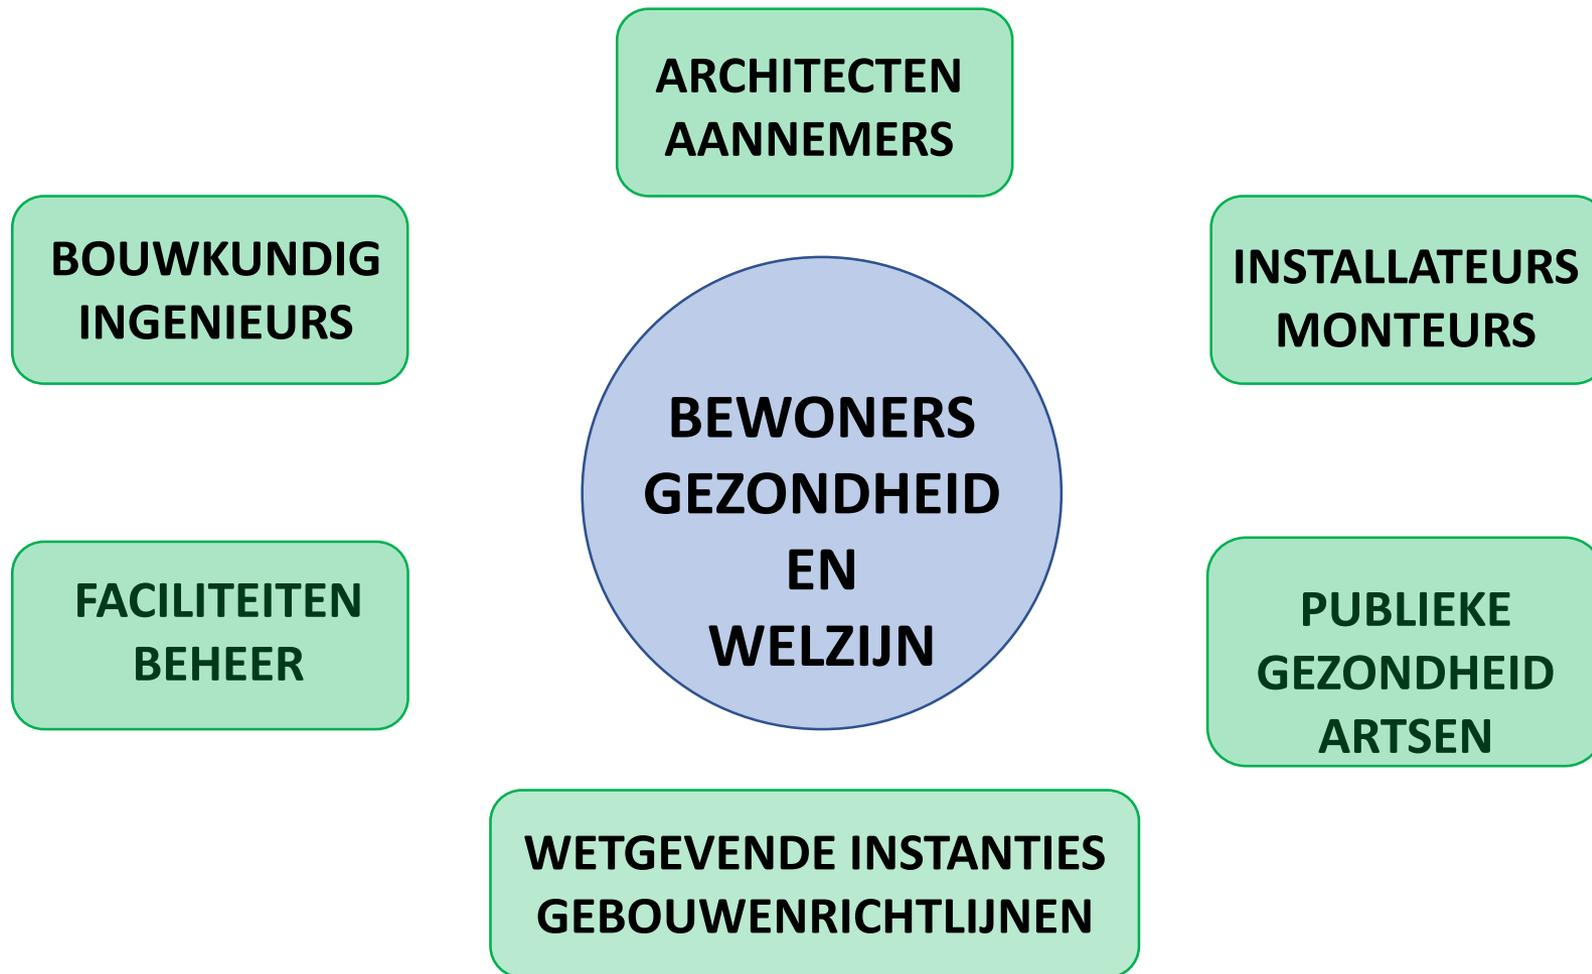 ARCHITECTEN
AANNEMERS
BOUWKUNDIG
INGENIEURS
INSTALLATEURS
MONTEURS
BEWONERS
GEZONDHEID
EN
WELZIJN
FACILITEITEN
BEHEER
PUBLIEKE
GEZONDHEID
ARTSEN
WETGEVENDE INSTANTIES
GEBOUWENRICHTLIJNEN